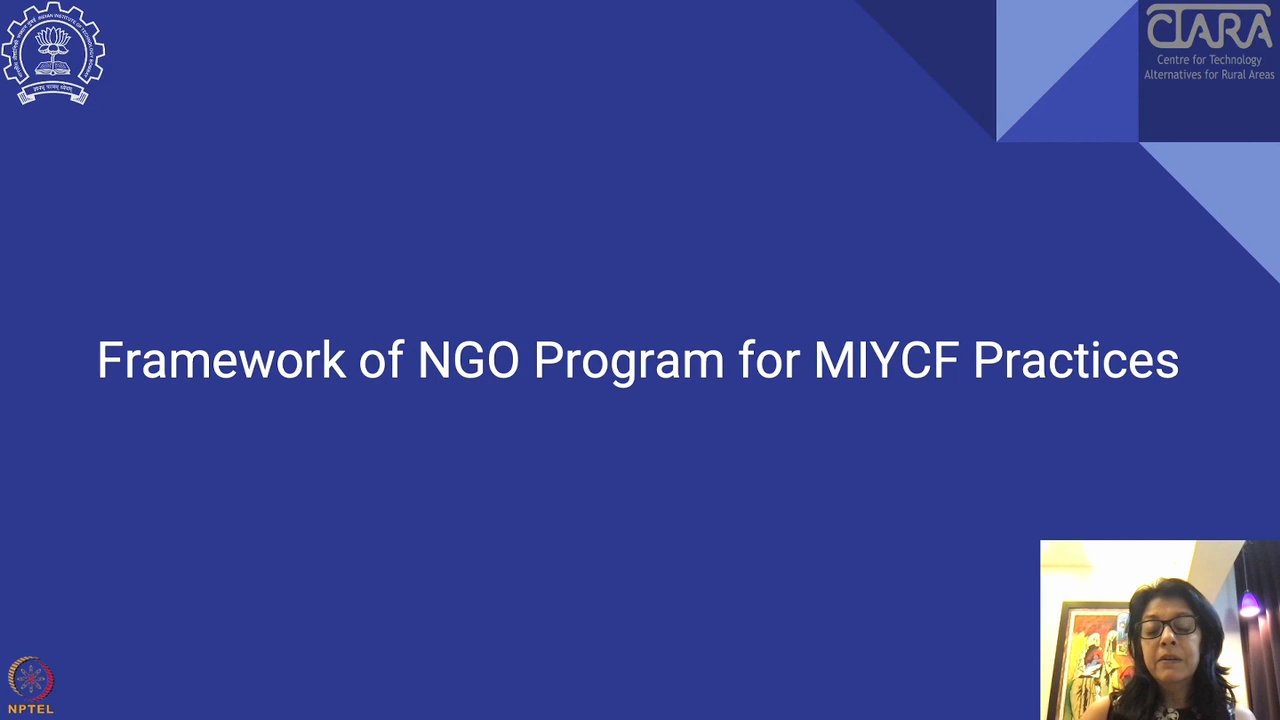 CTARA
Centre for Technology
Alternatives for Rural Areas
Framework of NGO Program for MIYCF Practices
NPTEL